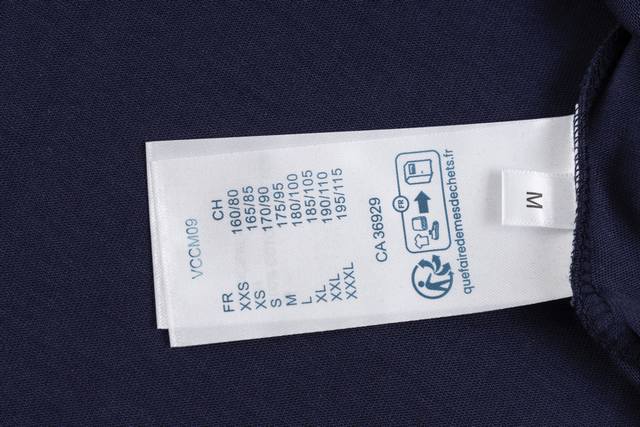 VCCM09
FR CH
XXS 160/80
XS 165/85
S 170/90
M 175/95
L 180/100
XL 185/105
XXL 190/110
XXXL 195/115
CA 36929
FR
quefairedemesdechets.fr
M